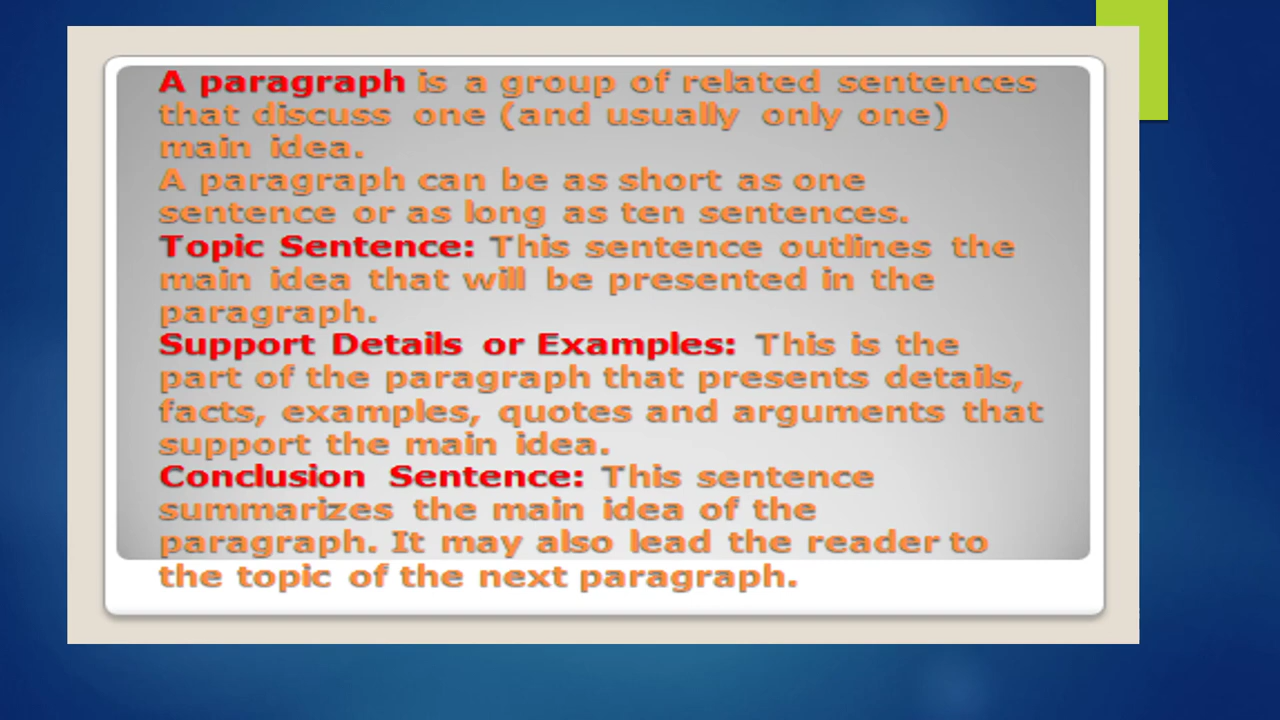 A paragraph is a group of related sentences
that discuss one (and usually only one)
main idea.
A paragraph can be as short as one
sentence or as long as ten sentences.
Topic Sentence: This sentence outlines the
main idea that will be presented in the
paragraph.
Support Details or Examples: This is the
part of the paragraph that presents details,
facts, examples, quotes and arguments that
support the main idea.
Conclusion Sentence: This sentence
summarizes the main idea of the
paragraph. It may also lead the reader to
the topic of the next paragraph.